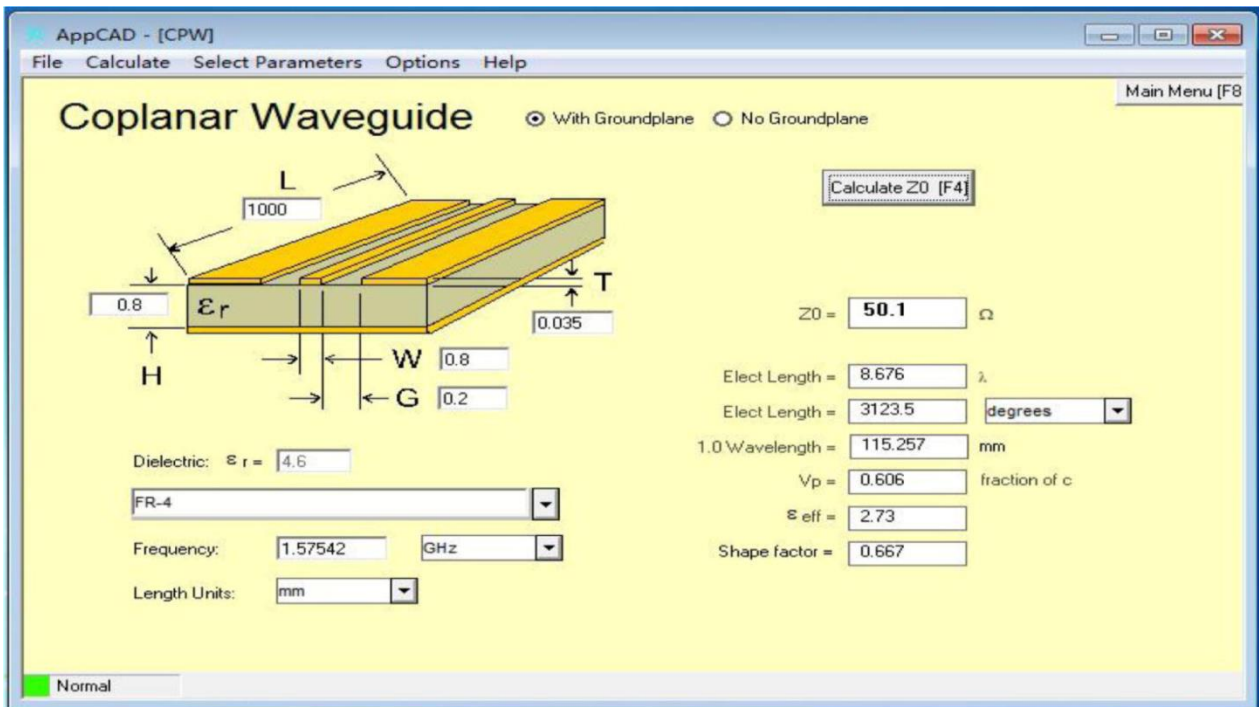 AppCAD - [CPW]
File Calculate Select Parameters Options Help
Main Menu [F8
Coplanar Waveguide
With Groundplane No Groundplane
Calculate Z0 [F4]
L
1000
0.8
εr
T
0.035
H
W 0.8
G 0.2
Z0 = 50.1 Ω
Elect Length = 8.676 λ
Elect Length = 3123.5 degrees
1.0 Wavelength = 115.257 mm
Vp = 0.606 fraction of c
ε eff = 2.73
Shape factor = 0.667
Dielectric: ε r = 4.6
FR-4
Frequency: 1.57542 GHz
Length Units: mm
Normal